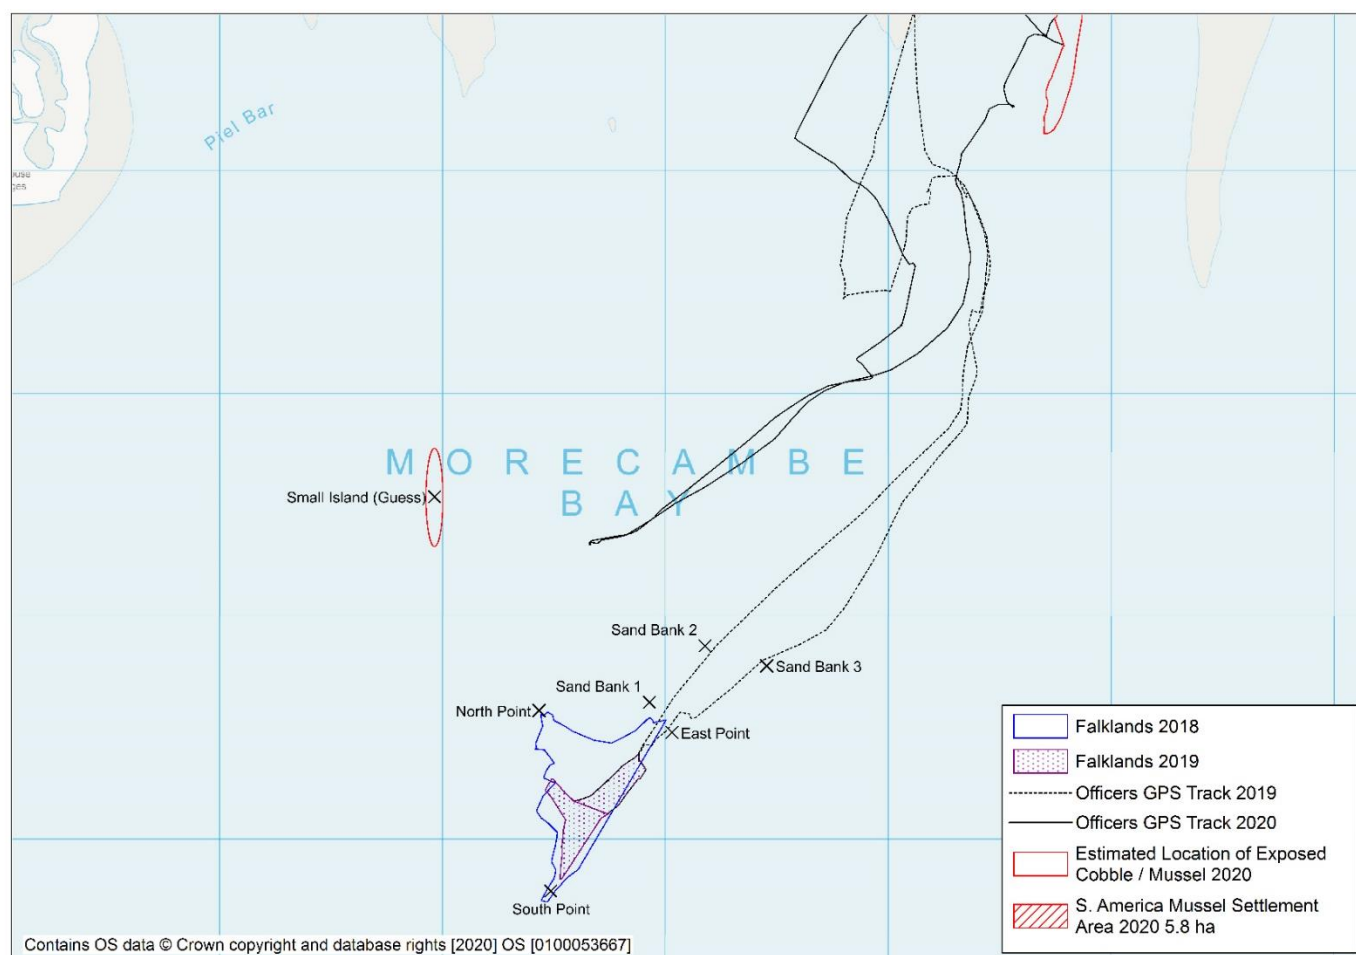 Piel Bar
ges
MORECAMBE
BAY
Small Island (Guess)
Sand Bank 2
Sand Bank 3
Sand Bank 1
North Point
East Point
South Point
Falklands 2018
Falklands 2019
Officers GPS Track 2019
Officers GPS Track 2020
Estimated Location of Exposed
Cobble / Mussel 2020
S. America Mussel Settlement
Area 2020 5.8 ha
Contains OS data © Crown copyright and database rights [2020] OS [0100053667]